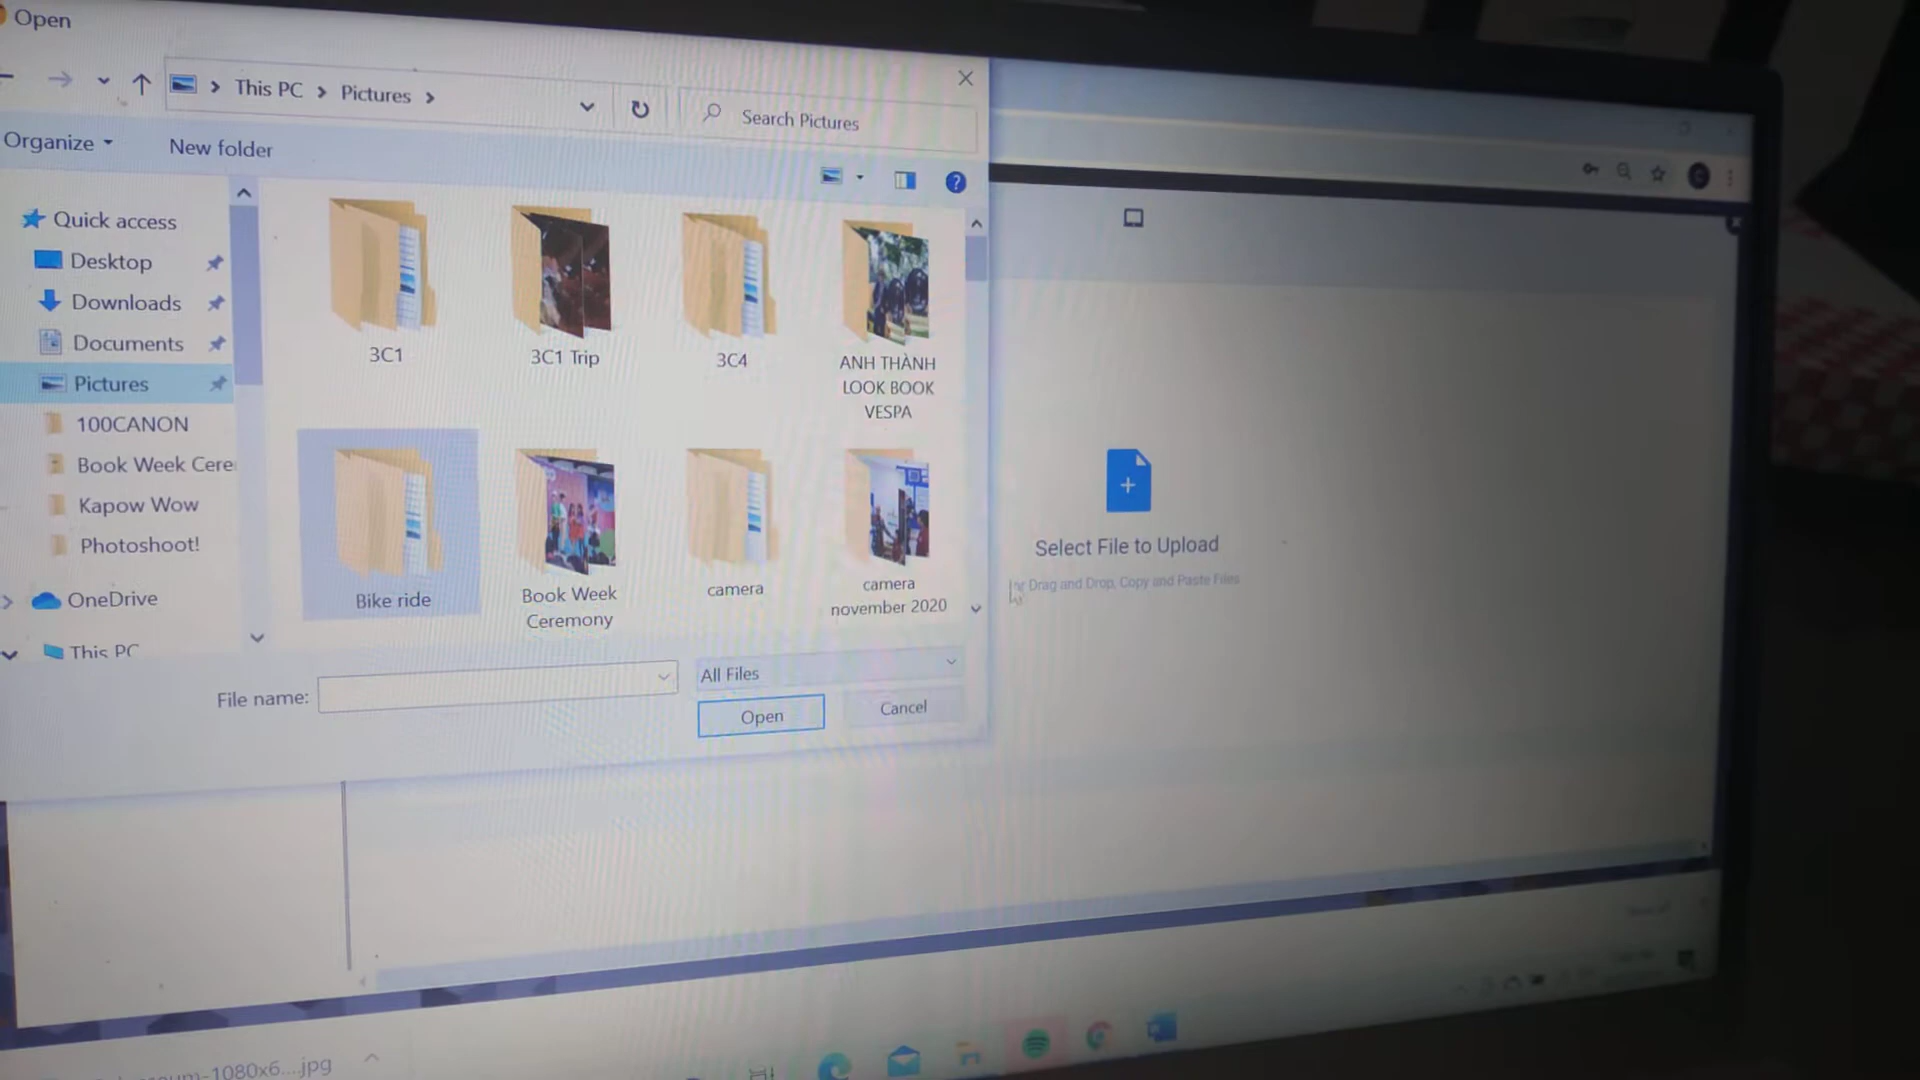 Open
This PC
Pictures
Search Pictures
Organize
New folder
Quick access
Desktop
Downloads
Documents
Pictures
100CANON
Book Week Cere
Kapow Wow
Photoshoot!
OneDrive
This PC
3C1
3C1 Trip
3C4
ANH THÀNH
LOOK BOOK
VESPA
Bike ride
Book Week
Ceremony
camera
camera
november 2020
File name:
All Files
Open
Cancel
Select File to Upload
or Drag and Drop, Copy and Paste Files
-1080x6....jpg